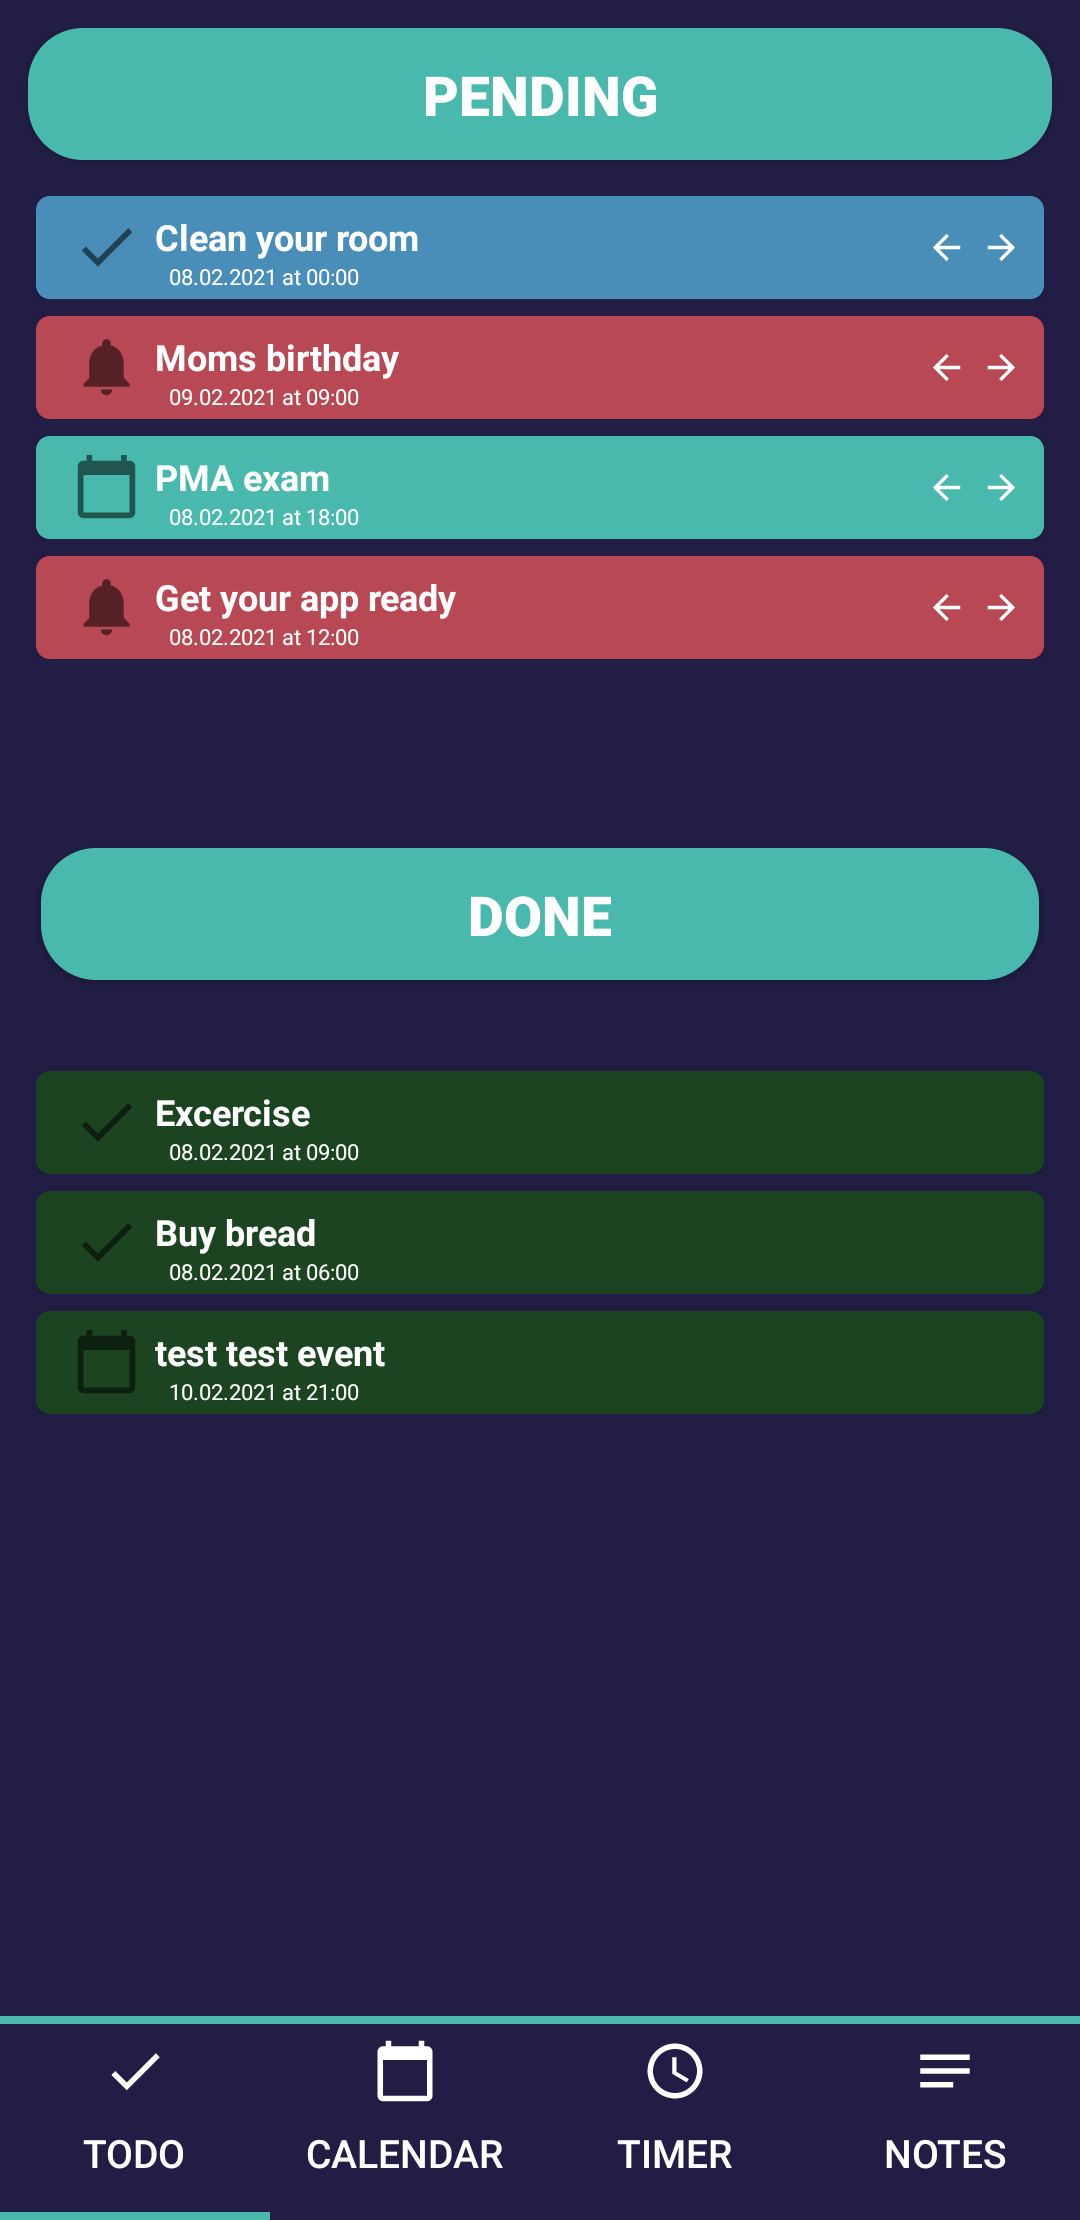 PENDING
Clean your room
08.02.2021 at 00:00
Moms birthday
09.02.2021 at 09:00
PMA exam
08.02.2021 at 18:00
Get your app ready
08.02.2021 at 12:00
DONE
Excercise
08.02.2021 at 09:00
Buy bread
08.02.2021 at 06:00
test test event
10.02.2021 at 21:00
TODO CALENDAR TIMER NOTES